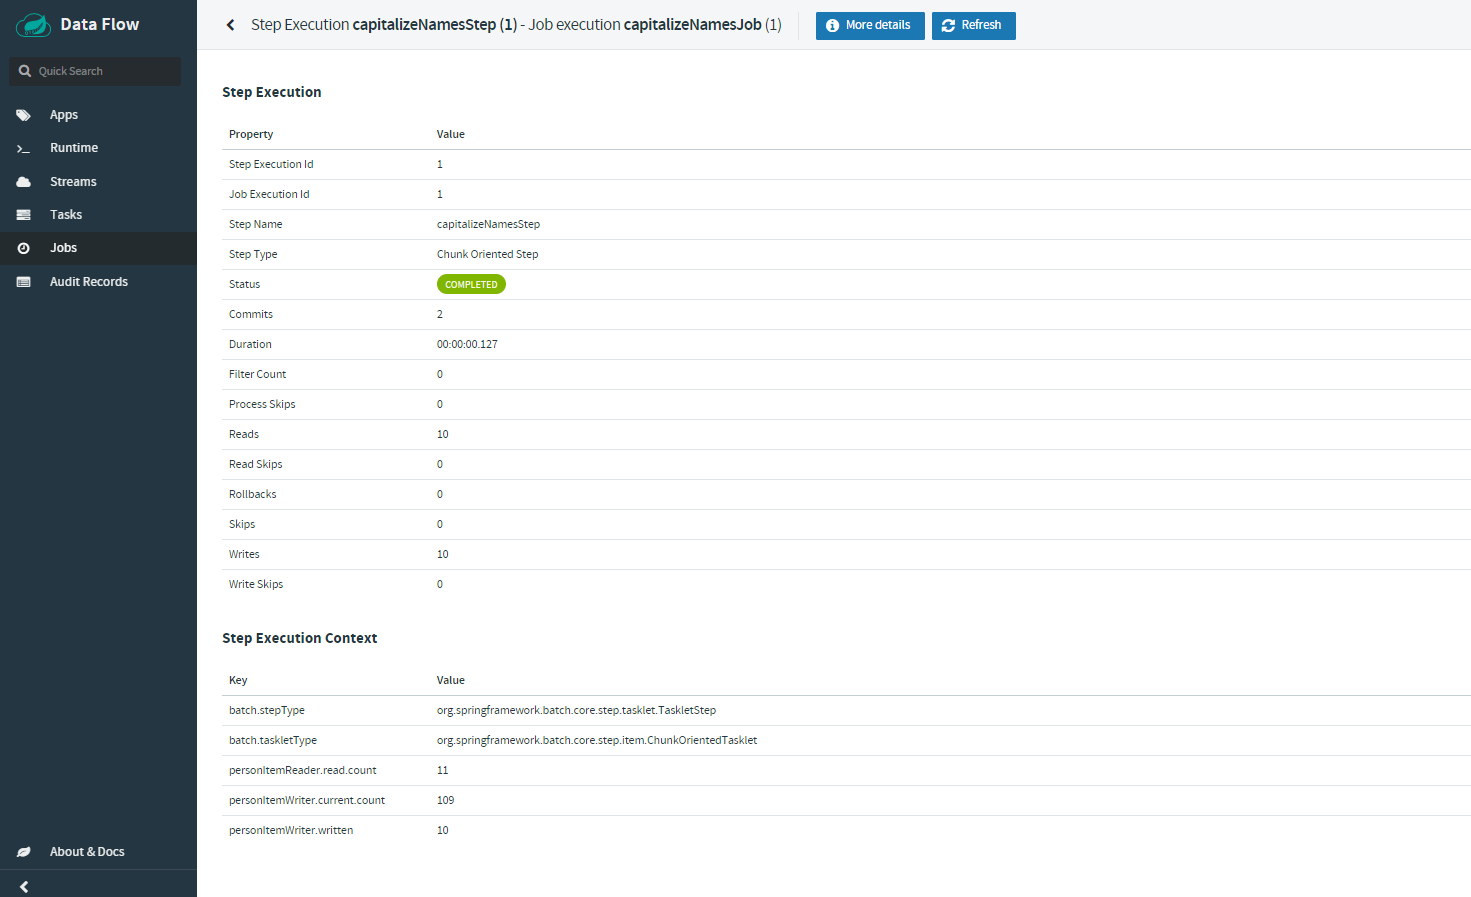 Data Flow
Step Execution capitalizeNamesStep (1) - Job execution capitalizeNamesJob (1)
More details
Refresh
Quick Search
Apps
Runtime
Streams
Tasks
Jobs
Audit Records
About & Docs
Step Execution
Property Value
Step Execution Id 1
Job Execution Id 1
Step Name capitalizeNamesStep
Step Type Chunk Oriented Step
Status COMPLETED
Commits 2
Duration 00:00:00.127
Filter Count 0
Process Skips 0
Reads 10
Read Skips 0
Rollbacks 0
Skips 0
Writes 10
Write Skips 0
Step Execution Context
Key Value
batch.stepType org.springframework.batch.core.step.tasklet.TaskletStep
batch.taskletType org.springframework.batch.core.step.item.ChunkOrientedTasklet
personItemReader.read.count 11
personItemWriter.current.count 109
personItemWriter.written 10